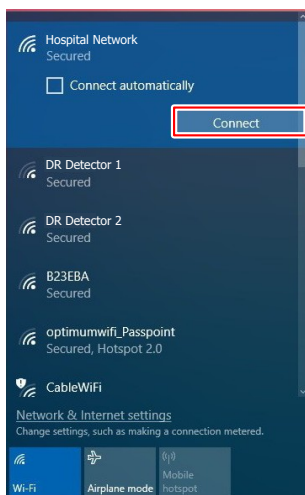 Hospital Network
Secured
Connect automatically
Connect
DR Detector 1
Secured
DR Detector 2
Secured
B23EBA
Secured
optimumwifi_Passpoint
Secured, Hotspot 2.0
CableWiFi
Network & Internet settings
Change settings, such as making a connection metered.
Wi-Fi
Airplane mode
Mobile
hotspot